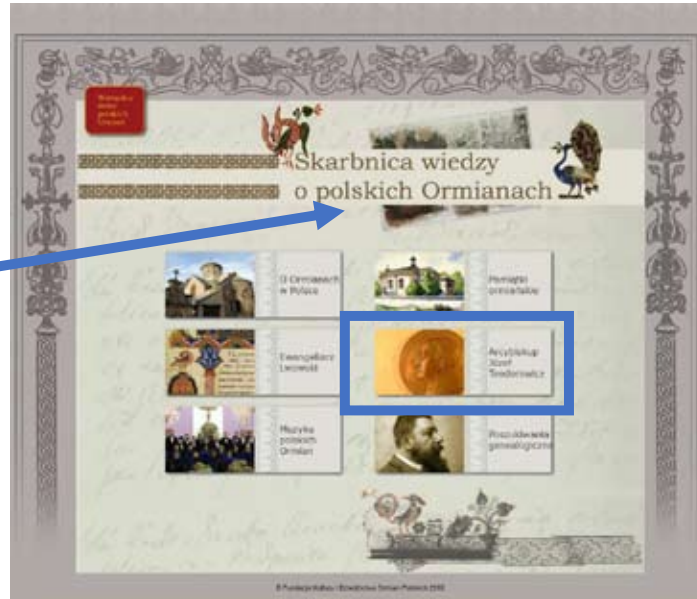 Skarbnica wiedzy
o polskich Ormianach
O Ormianach
w Polsce
Pamiątki
ormiańskie
Ewangeliarz
Lwowski
Arcybiskup
Józef
Teodorowicz
Muzyka
polskich
Ormian
Poszukiwania
genealogiczne